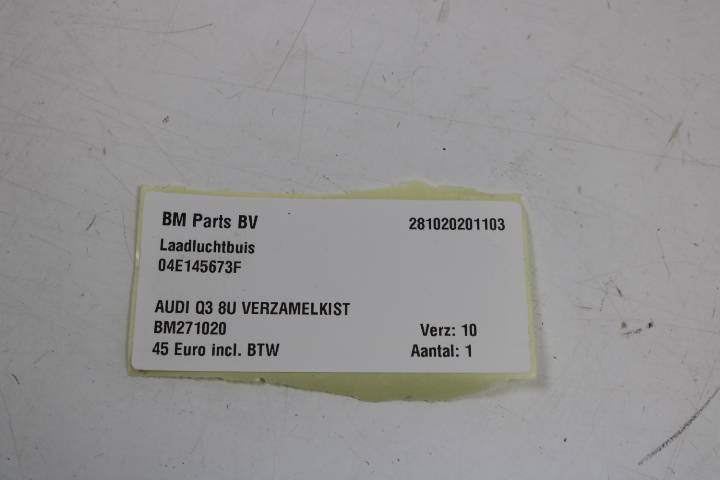 BM Parts BV 281020201103
Laadluchtbuis
04E145673F
AUDI Q3 8U VERZAMELKIST
BM271020 Verz: 10
45 Euro incl. BTW Aantal: 1